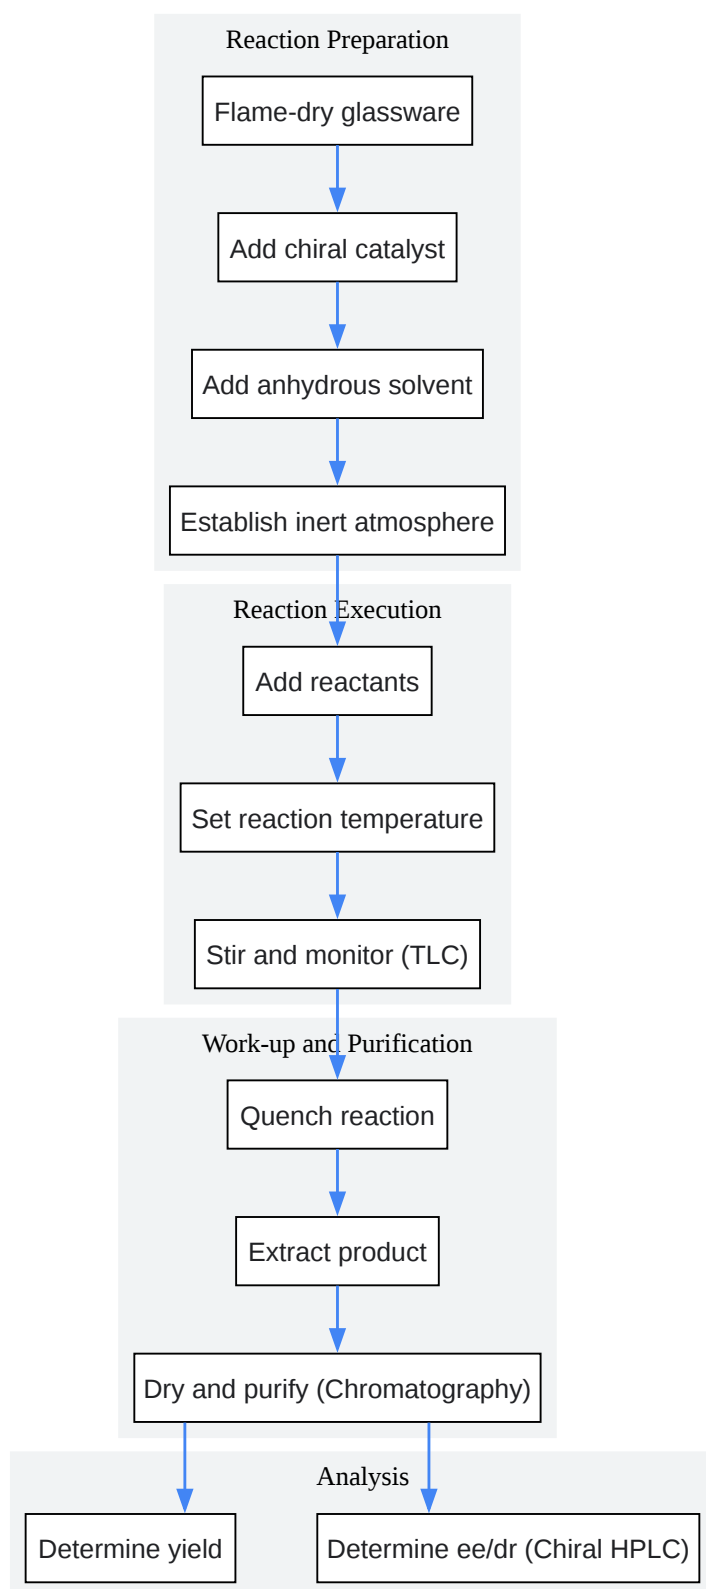 Reaction Preparation
Flame-dry glassware
Add chiral catalyst
Add anhydrous solvent
Establish inert atmosphere
Reaction Execution
Add reactants
Set reaction temperature
Stir and monitor (TLC)
Work-up and Purification
Quench reaction
Extract product
Dry and purify (Chromatography)
Analysis
Determine yield
Determine ee/dr (Chiral HPLC)